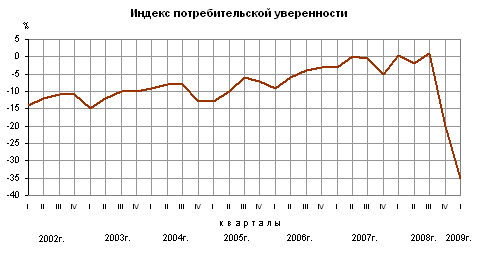 Индекс потребительской уверенности
%
5
0
-5
-10
-15
-20
-25
-30
-35
-40
I II III IV I II III IV I II III IV I II III IV I II III IV I II III IV I II III IV I
кварталы
2002г. 2003г. 2004г. 2005г. 2006г. 2007г. 2008г. 2009г.